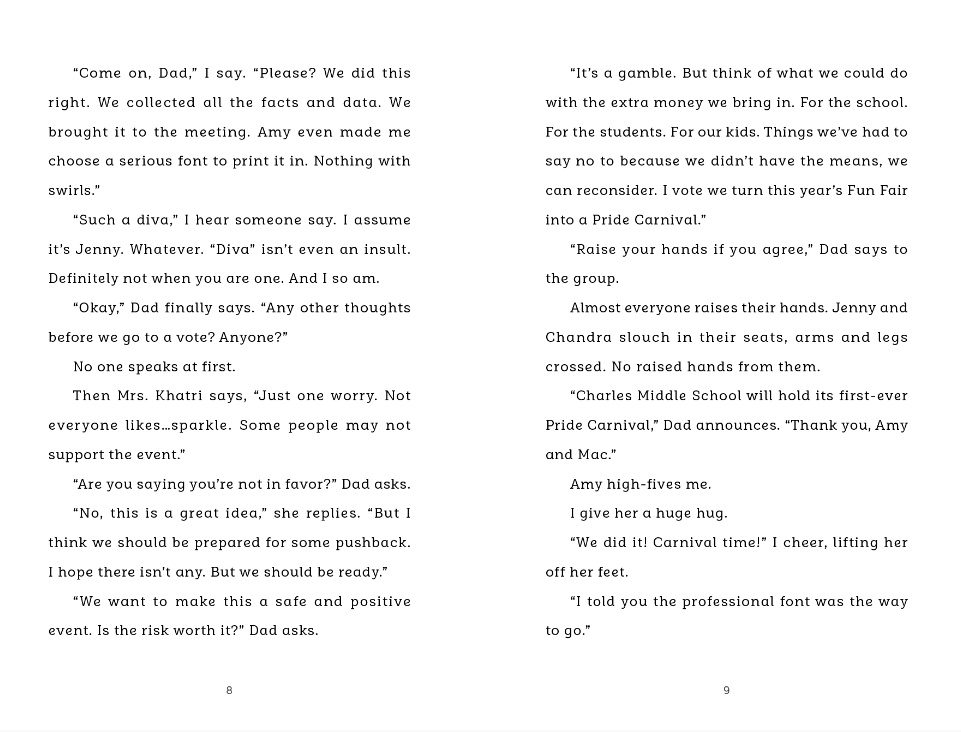 “Come on, Dad,” I say. “Please? We did this
right. We collected all the facts and data. We
brought it to the meeting. Amy even made me
choose a serious font to print it in. Nothing with
swirls.”
“Such a diva,” I hear someone say. I assume
it’s Jenny. Whatever. “Diva” isn’t even an insult.
Definitely not when you are one. And I so am.
“Okay,” Dad finally says. “Any other thoughts
before we go to a vote? Anyone?”
No one speaks at first.
Then Mrs. Khatri says, “Just one worry. Not
everyone likes…sparkle. Some people may not
support the event.”
“Are you saying you’re not in favor?” Dad asks.
“No, this is a great idea,” she replies. “But I
think we should be prepared for some pushback.
I hope there isn’t any. But we should be ready.”
“We want to make this a safe and positive
event. Is the risk worth it?” Dad asks.
8
“It’s a gamble. But think of what we could do
with the extra money we bring in. For the school.
For the students. For our kids. Things we’ve had to
say no to because we didn’t have the means, we
can reconsider. I vote we turn this year’s Fun Fair
into a Pride Carnival.”
“Raise your hands if you agree,” Dad says to
the group.
Almost everyone raises their hands. Jenny and
Chandra slouch in their seats, arms and legs
crossed. No raised hands from them.
“Charles Middle School will hold its first-ever
Pride Carnival,” Dad announces. “Thank you, Amy
and Mac.”
Amy high-fives me.
I give her a huge hug.
“We did it! Carnival time!” I cheer, lifting her
off her feet.
“I told you the professional font was the way
to go.”
9